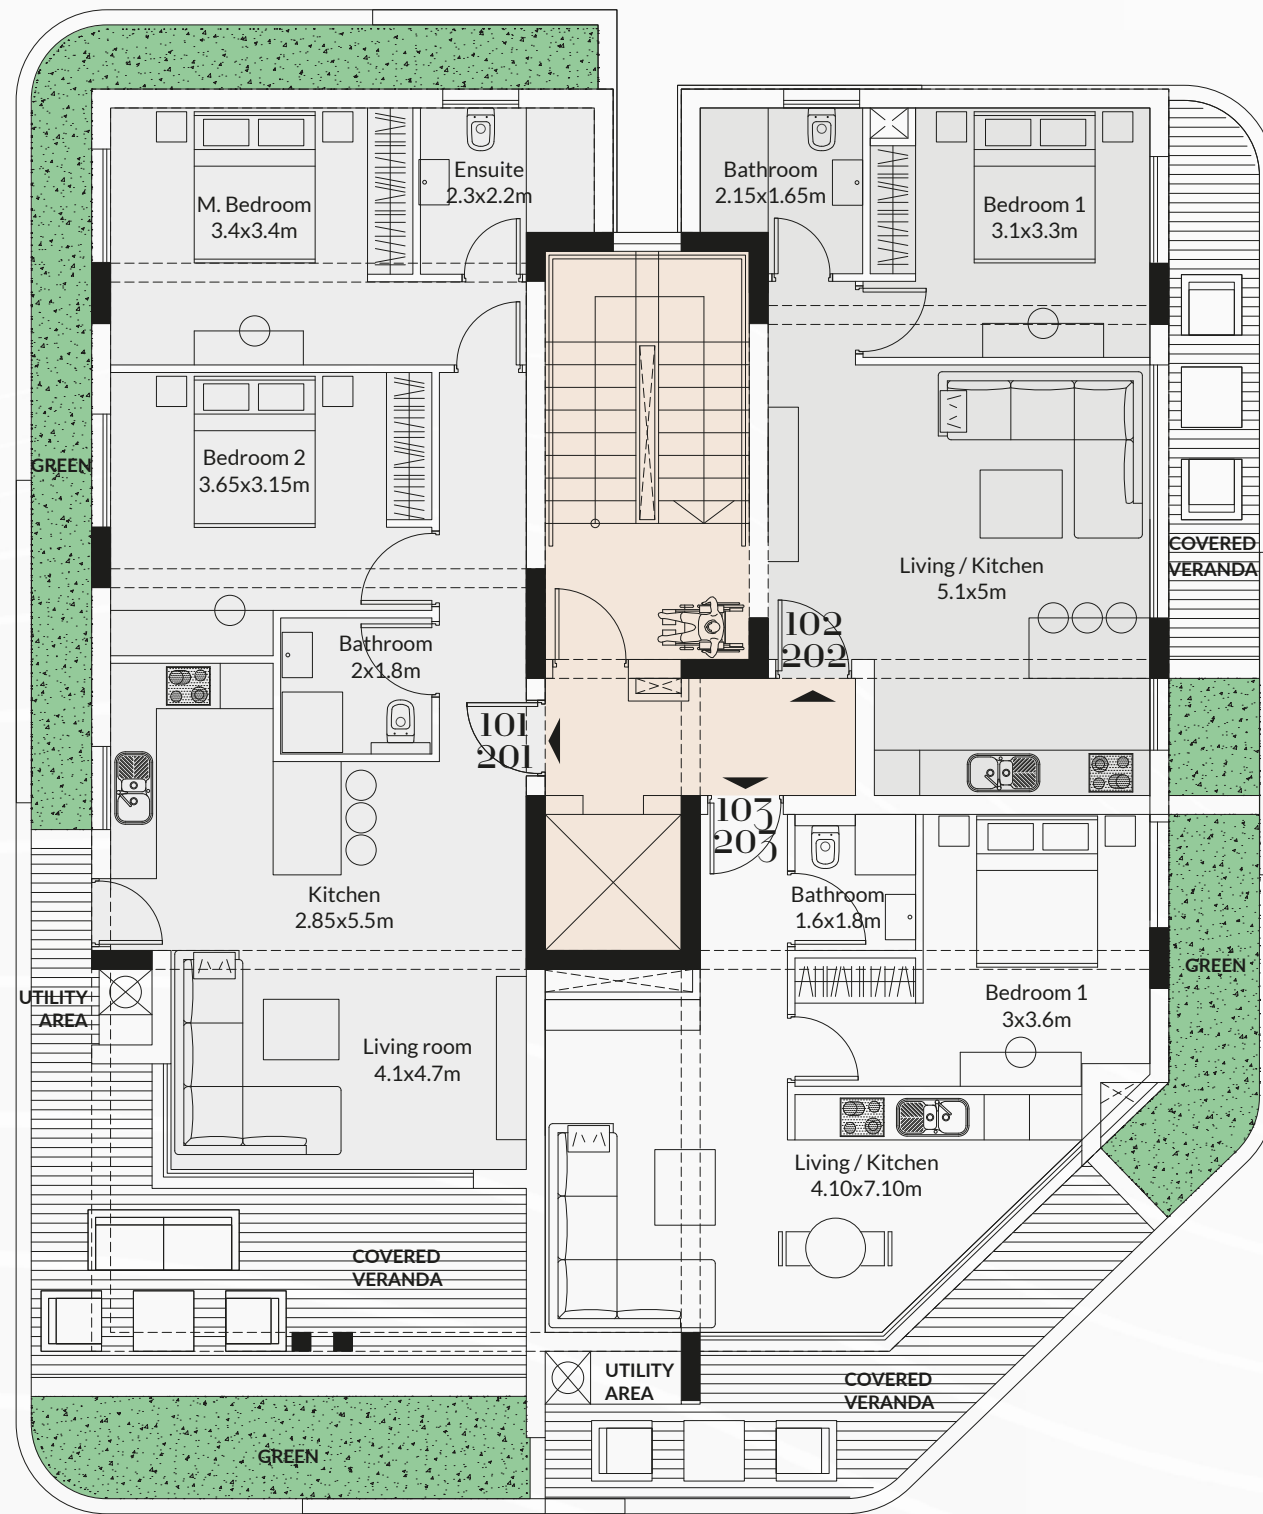 M. Bedroom
3.4x3.4m
Ensuite
2.3x2.2m
Bathroom
2.15x1.65m
Bedroom 1
3.1x3.3m
GREEN
Bedroom 2
3.65x3.15m
COVERED
VERANDA
Living / Kitchen
5.1x5m
102
202
Bathroom
2x1.8m
101
201
103
203
Kitchen
2.85x5.5m
Bathroom
1.6x1.8m
GREEN
UTILITY
AREA
Bedroom 1
3x3.6m
Living room
4.1x4.7m
Living / Kitchen
4.10x7.10m
COVERED
VERANDA
UTILITY
AREA
COVERED
VERANDA
GREEN